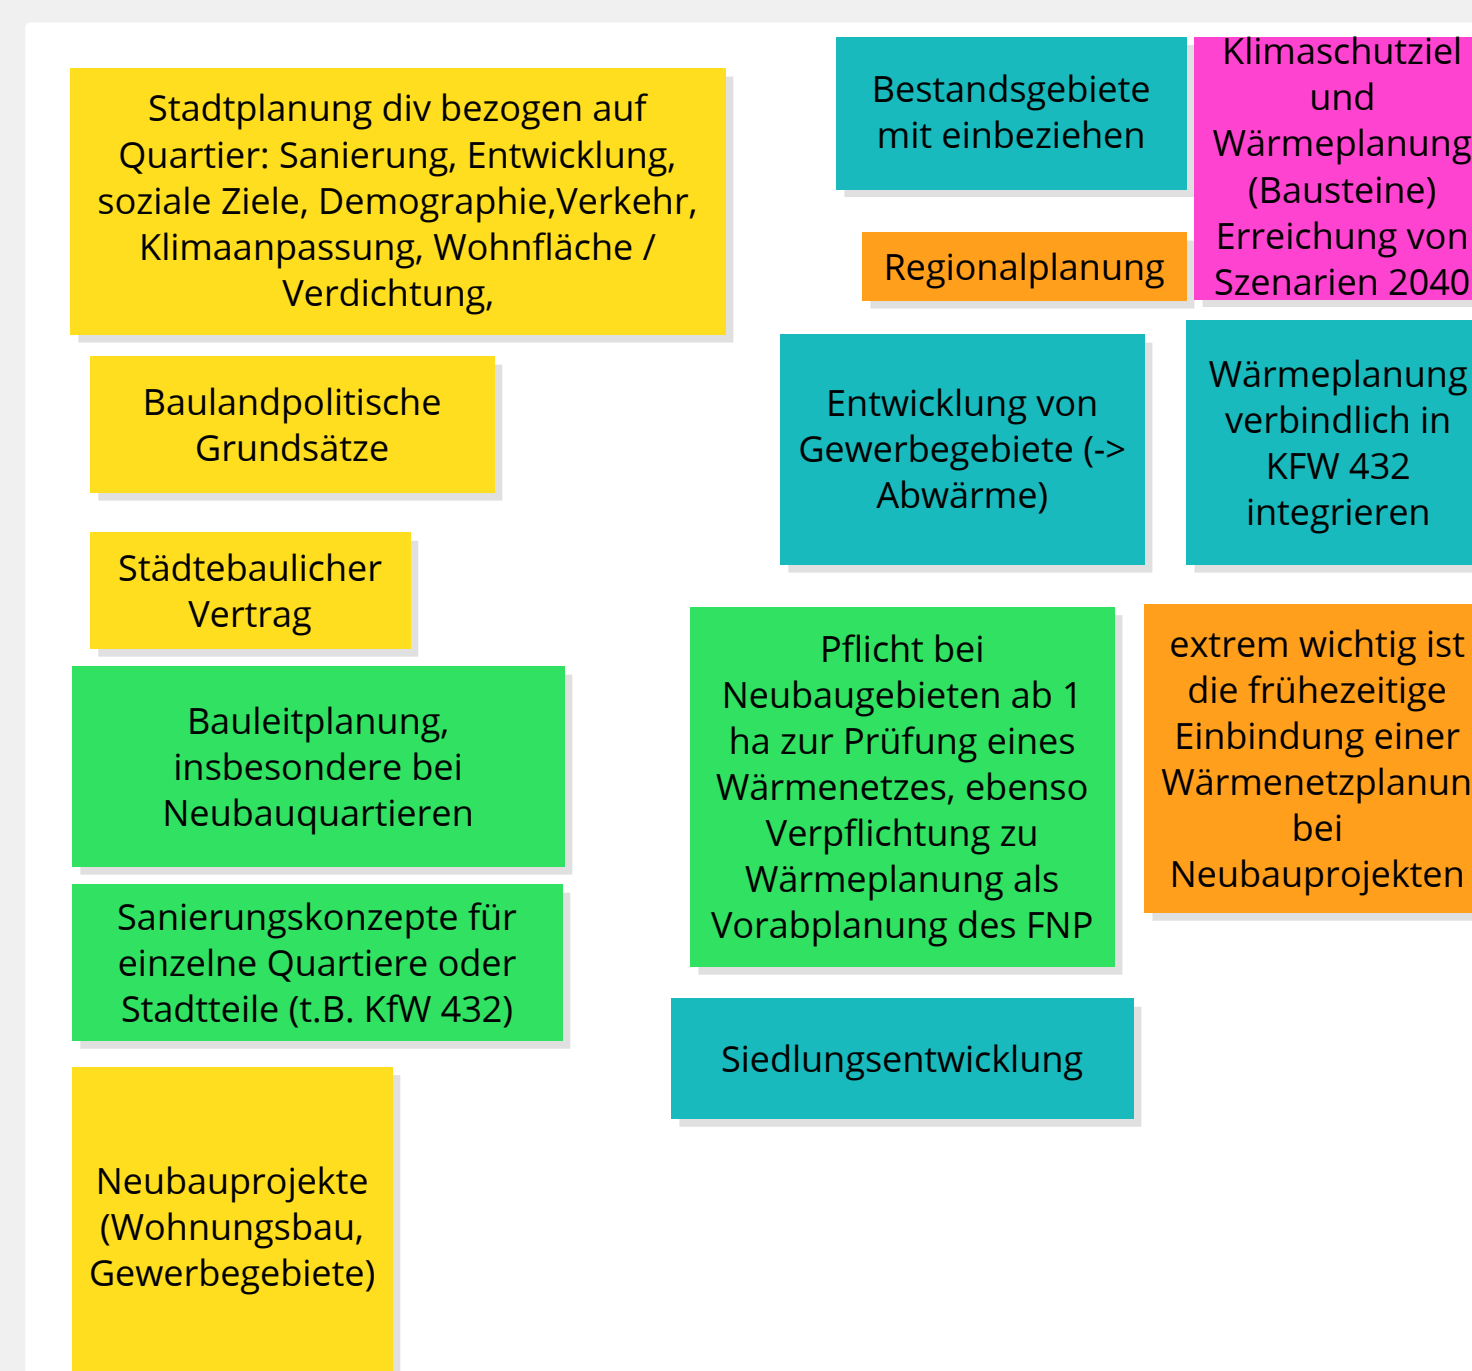 Stadtplanung div bezogen auf
Quartier: Sanierung, Entwicklung,
soziale Ziele, Demographie,Verkehr,
Klimaanpassung, Wohnfläche /
Verdichtung,
Baulandpolitische
Grundsätze
Städtebaulicher
Vertrag
Bauleitplanung,
insbesondere bei
Neubauquartieren
Sanierungskonzepte für
einzelne Quartiere oder
Stadtteile (t.B. KfW 432)
Neubauprojekte
(Wohnungsbau,
Gewerbegebiete)
Bestandsgebiete
mit einbeziehen
Regionalplanung
Entwicklung von
Gewerbegebiete (->
Abwärme)
Pflicht bei
Neubaugebieten ab 1
ha zur Prüfung eines
Wärmenetzes, ebenso
Verpflichtung zu
Wärmeplanung als
Vorabplanung des FNP
Siedlungsentwicklung
Klimaschutziel
und
Wärmeplanung
(Bausteine)
Erreichung von
Szenarien 2040
Wärmeplanung
verbindlich in
KFW 432
integrieren
extrem wichtig ist
die frühezeitige
Einbindung einer
Wärmenetzplanun
bei
Neubauprojekten